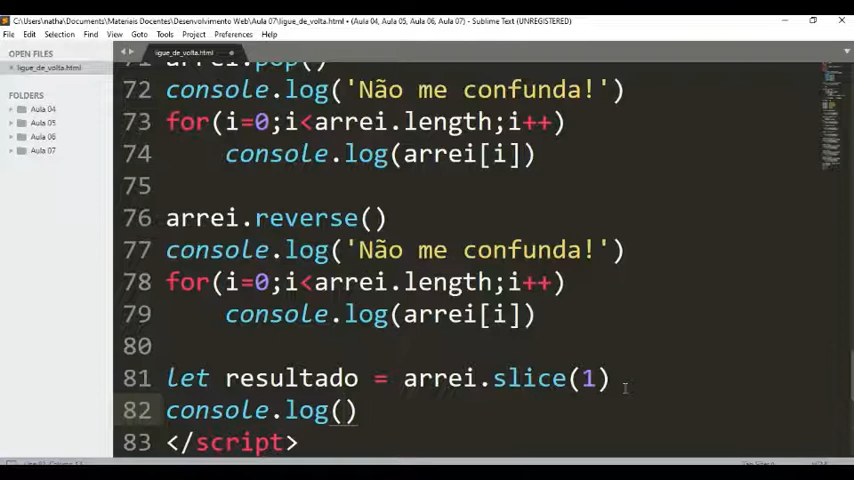 C:\Users\natha\Documents\Materiais Docentes\Desenvolvimento Web\Aula 07\ligue_de_volta.html • (Aula 04, Aula 05, Aula 06, Aula 07) - Sublime Text (UNREGISTERED)
File Edit Selection Find View Goto Tools Project Preferences Help
OPEN FILES
ligue_de_volta.html
FOLDERS
Aula 04
Aula 05
Aula 06
Aula 07
ligue_de_volta.html
71 arrei.pop()
72 console.log('Não me confunda!')
73 for(i=0;i<arrei.length;i++)
74 console.log(arrei[i])
75
76 arrei.reverse()
77 console.log('Não me confunda!')
78 for(i=0;i<arrei.length;i++)
79 console.log(arrei[i])
80
81 let resultado = arrei.slice(1)
82 console.log()
83 </script>